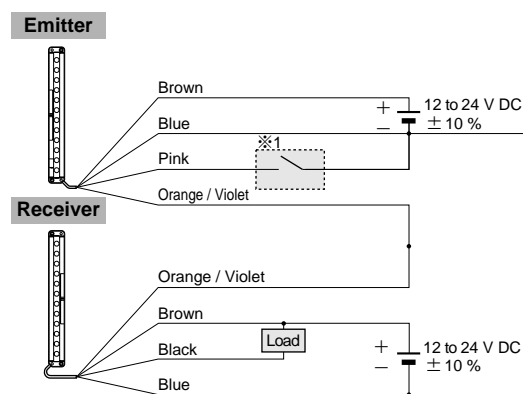 Emitter
Brown
+ 12 to 24 V DC
− ± 10 %
Blue
※1
Pink
Orange / Violet
Receiver
Orange / Violet
Brown
Load
Black
+ 12 to 24 V DC
− ± 10 %
Blue